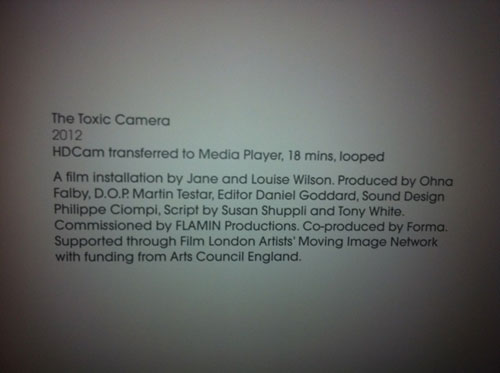 The Toxic Camera
2012
HDCam transferred to Media Player, 18 mins, looped
A film installation by Jane and Louise Wilson. Produced by Ohna
Falby, D.O.P. Martin Testar, Editor Daniel Goddard, Sound Design
Philippe Ciompi, Script by Susan Shuppli and Tony White.
Commissioned by FLAMIN Productions. Co-produced by Forma.
Supported through Film London Artists' Moving Image Network
with funding from Arts Council England.